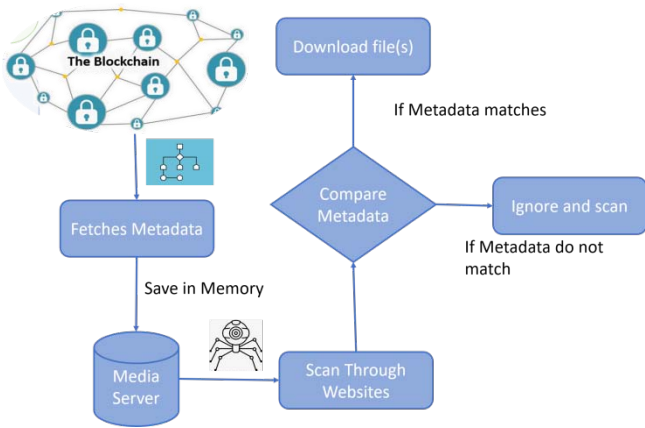 The Blockchain
Download file(s)
If Metadata matches
Fetches Metadata
Compare
Metadata
Ignore and scan
If Metadata do not
match
Save in Memory
Media
Server
Scan Through
Websites